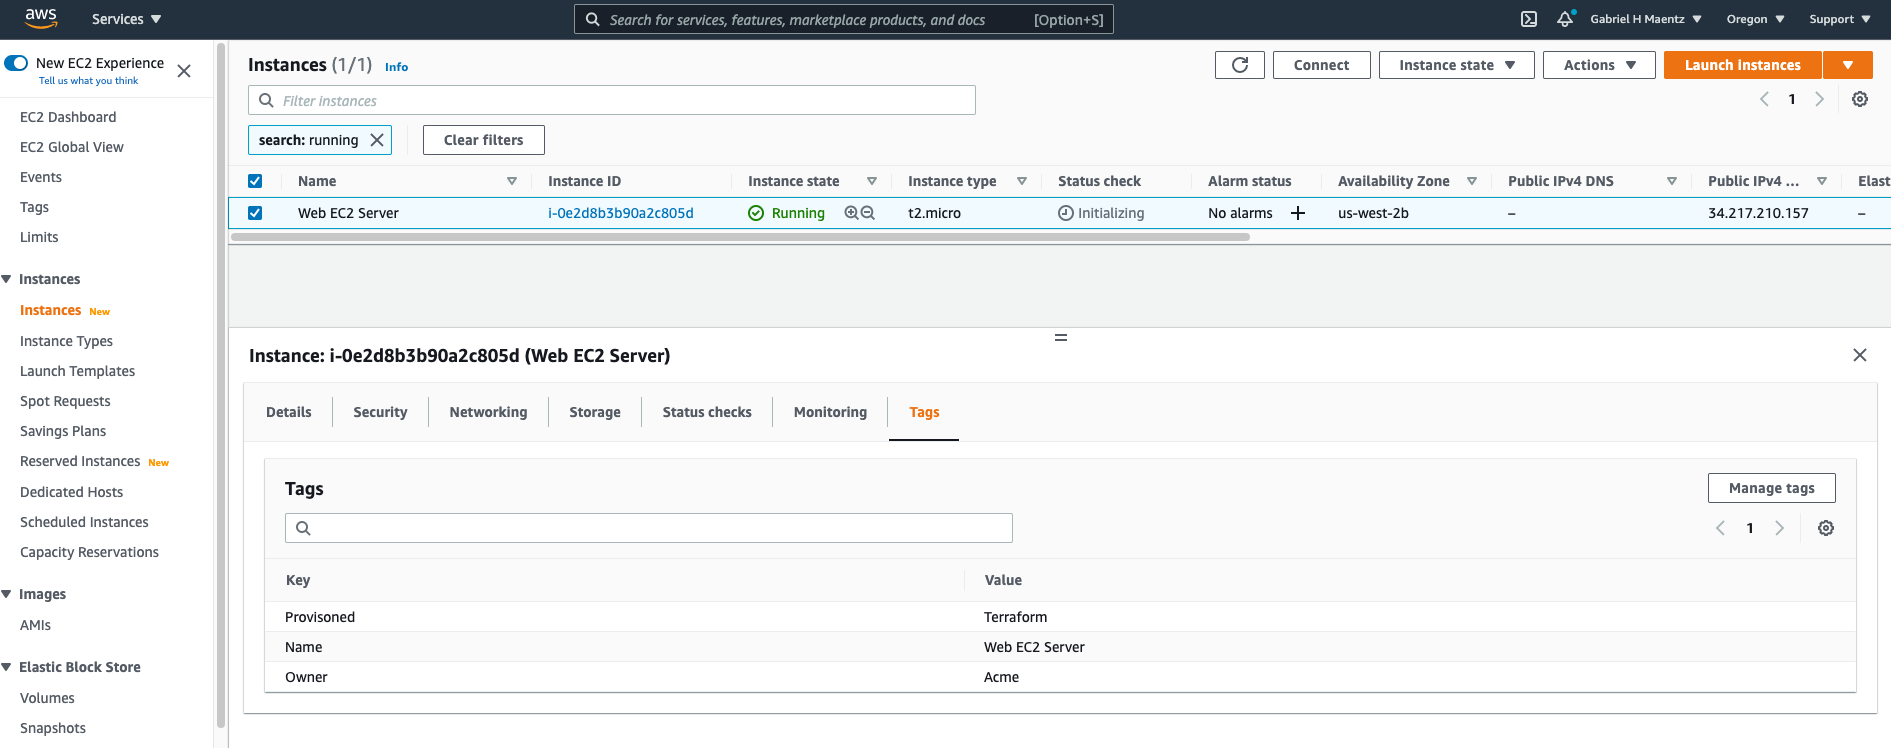 aws
Services
Search for services, features, marketplace products, and docs [Option+S]
Gabriel H Maentz
Oregon
Support
New EC2 Experience
Tell us what you think
EC2 Dashboard
EC2 Global View
Events
Tags
Limits
Instances
Instances New
Instance Types
Launch Templates
Spot Requests
Savings Plans
Reserved Instances New
Dedicated Hosts
Scheduled Instances
Capacity Reservations
Images
AMIs
Elastic Block Store
Volumes
Snapshots
Instances (1/1) Info
Connect
Instance state
Actions
Launch instances
Filter instances
1
search: running
Clear filters
Name Instance ID Instance state Instance type Status check Alarm status Availability Zone Public IPv4 DNS Public IPv4 ... Elast
Web EC2 Server i-0e2d8b3b90a2c805d Running t2.micro Initializing No alarms + us-west-2b – 34.217.210.157 –
Instance: i-0e2d8b3b90a2c805d (Web EC2 Server)
Details Security Networking Storage Status checks Monitoring Tags
Tags
Manage tags
1
Key Value
Provisoned Terraform
Name Web EC2 Server
Owner Acme